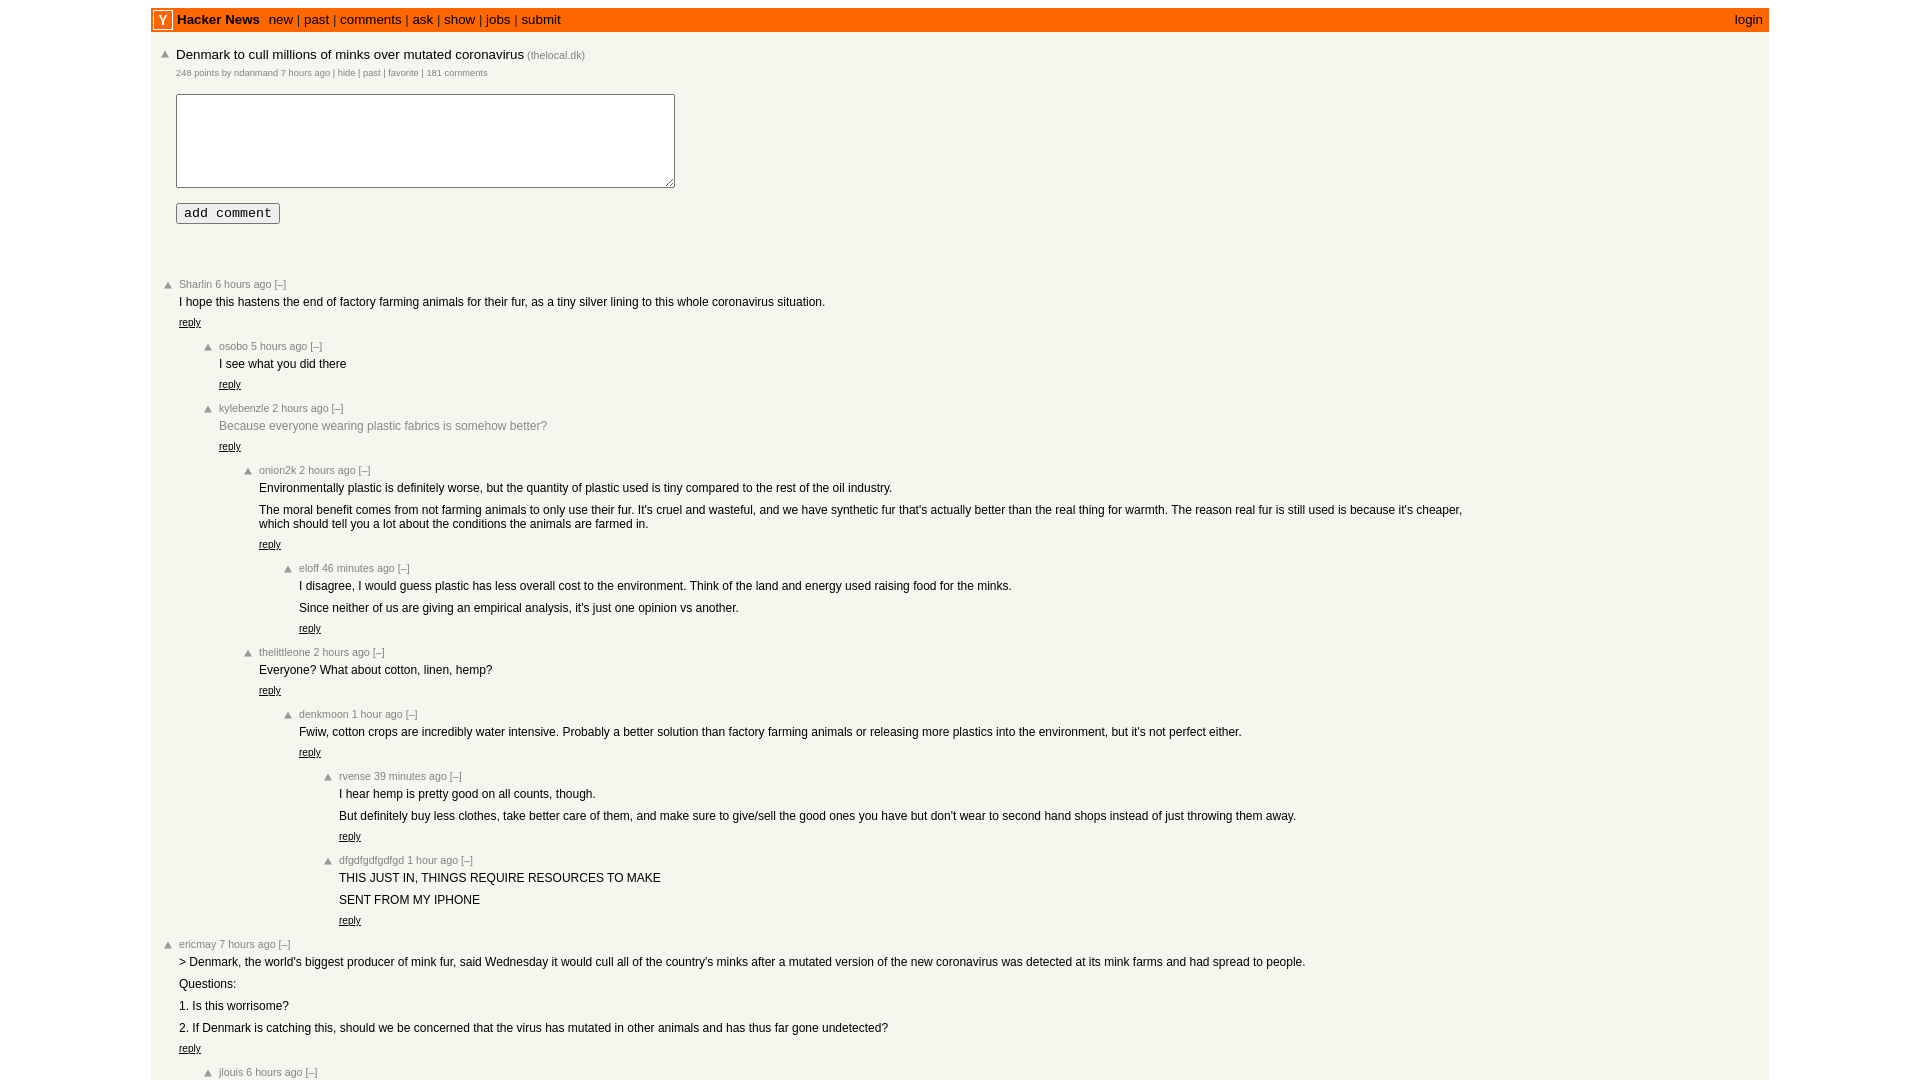 Y Hacker News new | past | comments | ask | show | jobs | submit login
Denmark to cull millions of minks over mutated coronavirus (thelocal.dk)
248 points by ndanmand 7 hours ago | hide | past | favorite | 181 comments
add comment
Sharlin 6 hours ago [–]
I hope this hastens the end of factory farming animals for their fur, as a tiny silver lining to this whole coronavirus situation.
reply
osobo 5 hours ago [–]
I see what you did there
reply
kylebenzle 2 hours ago [–]
Because everyone wearing plastic fabrics is somehow better?
reply
onion2k 2 hours ago [–]
Environmentally plastic is definitely worse, but the quantity of plastic used is tiny compared to the rest of the oil industry.
The moral benefit comes from not farming animals to only use their fur. It's cruel and wasteful, and we have synthetic fur that's actually better than the real thing for warmth. The reason real fur is still used is because it's cheaper,
which should tell you a lot about the conditions the animals are farmed in.
reply
eloff 46 minutes ago [–]
I disagree, I would guess plastic has less overall cost to the environment. Think of the land and energy used raising food for the minks.
Since neither of us are giving an empirical analysis, it's just one opinion vs another.
reply
thelittleone 2 hours ago [–]
Everyone? What about cotton, linen, hemp?
reply
denkmoon 1 hour ago [–]
Fwiw, cotton crops are incredibly water intensive. Probably a better solution than factory farming animals or releasing more plastics into the environment, but it's not perfect either.
reply
rvense 39 minutes ago [–]
I hear hemp is pretty good on all counts, though.
But definitely buy less clothes, take better care of them, and make sure to give/sell the good ones you have but don't wear to second hand shops instead of just throwing them away.
reply
dfgdfgdfgdfgd 1 hour ago [–]
THIS JUST IN, THINGS REQUIRE RESOURCES TO MAKE
SENT FROM MY IPHONE
reply
ericmay 7 hours ago [–]
> Denmark, the world's biggest producer of mink fur, said Wednesday it would cull all of the country's minks after a mutated version of the new coronavirus was detected at its mink farms and had spread to people.
Questions:
1. Is this worrisome?
2. If Denmark is catching this, should we be concerned that the virus has mutated in other animals and has thus far gone undetected?
reply
jlouis 6 hours ago [–]